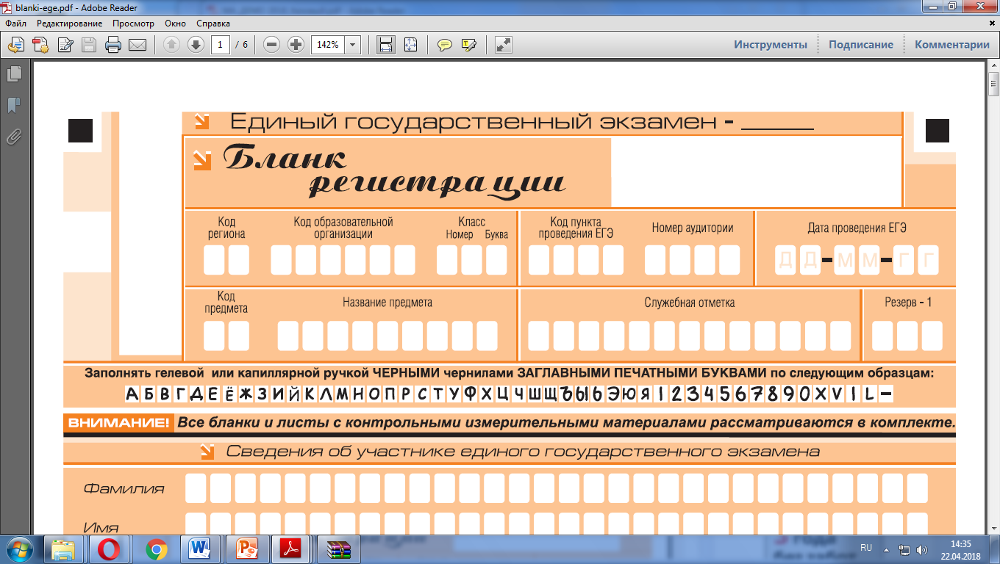 blanki-ege.pdf - Adobe Reader
Файл Редактирование Просмотр Окно Справка
1 / 6 142% Инструменты Подписание Комментарии
Единый государственный экзамен - ______
Бланк
регистрации
Код региона Код образовательной организации Класс Номер Буква Код пункта проведения ЕГЭ Номер аудитории Дата проведения ЕГЭ
Д Д - М М - Г Г
Код предмета Название предмета Служебная отметка Резерв - 1
Заполнять гелевой или капиллярной ручкой ЧЕРНЫМИ чернилами ЗАГЛАВНЫМИ ПЕЧАТНЫМИ БУКВАМИ по следующим образцам:
А Б В Г Д Е Ё Ж З И Й К Л М Н О П Р С Т У Ф Х Ц Ч Ш Щ Ъ Ы Ь Э Ю Я 1 2 3 4 5 6 7 8 9 0 X V I L -
ВНИМАНИЕ! Все бланки и листы с контрольными измерительными материалами рассматриваются в комплекте.
Сведения об участнике единого государственного экзамена
Фамилия
Имя
RU 14:35
22.04.2018